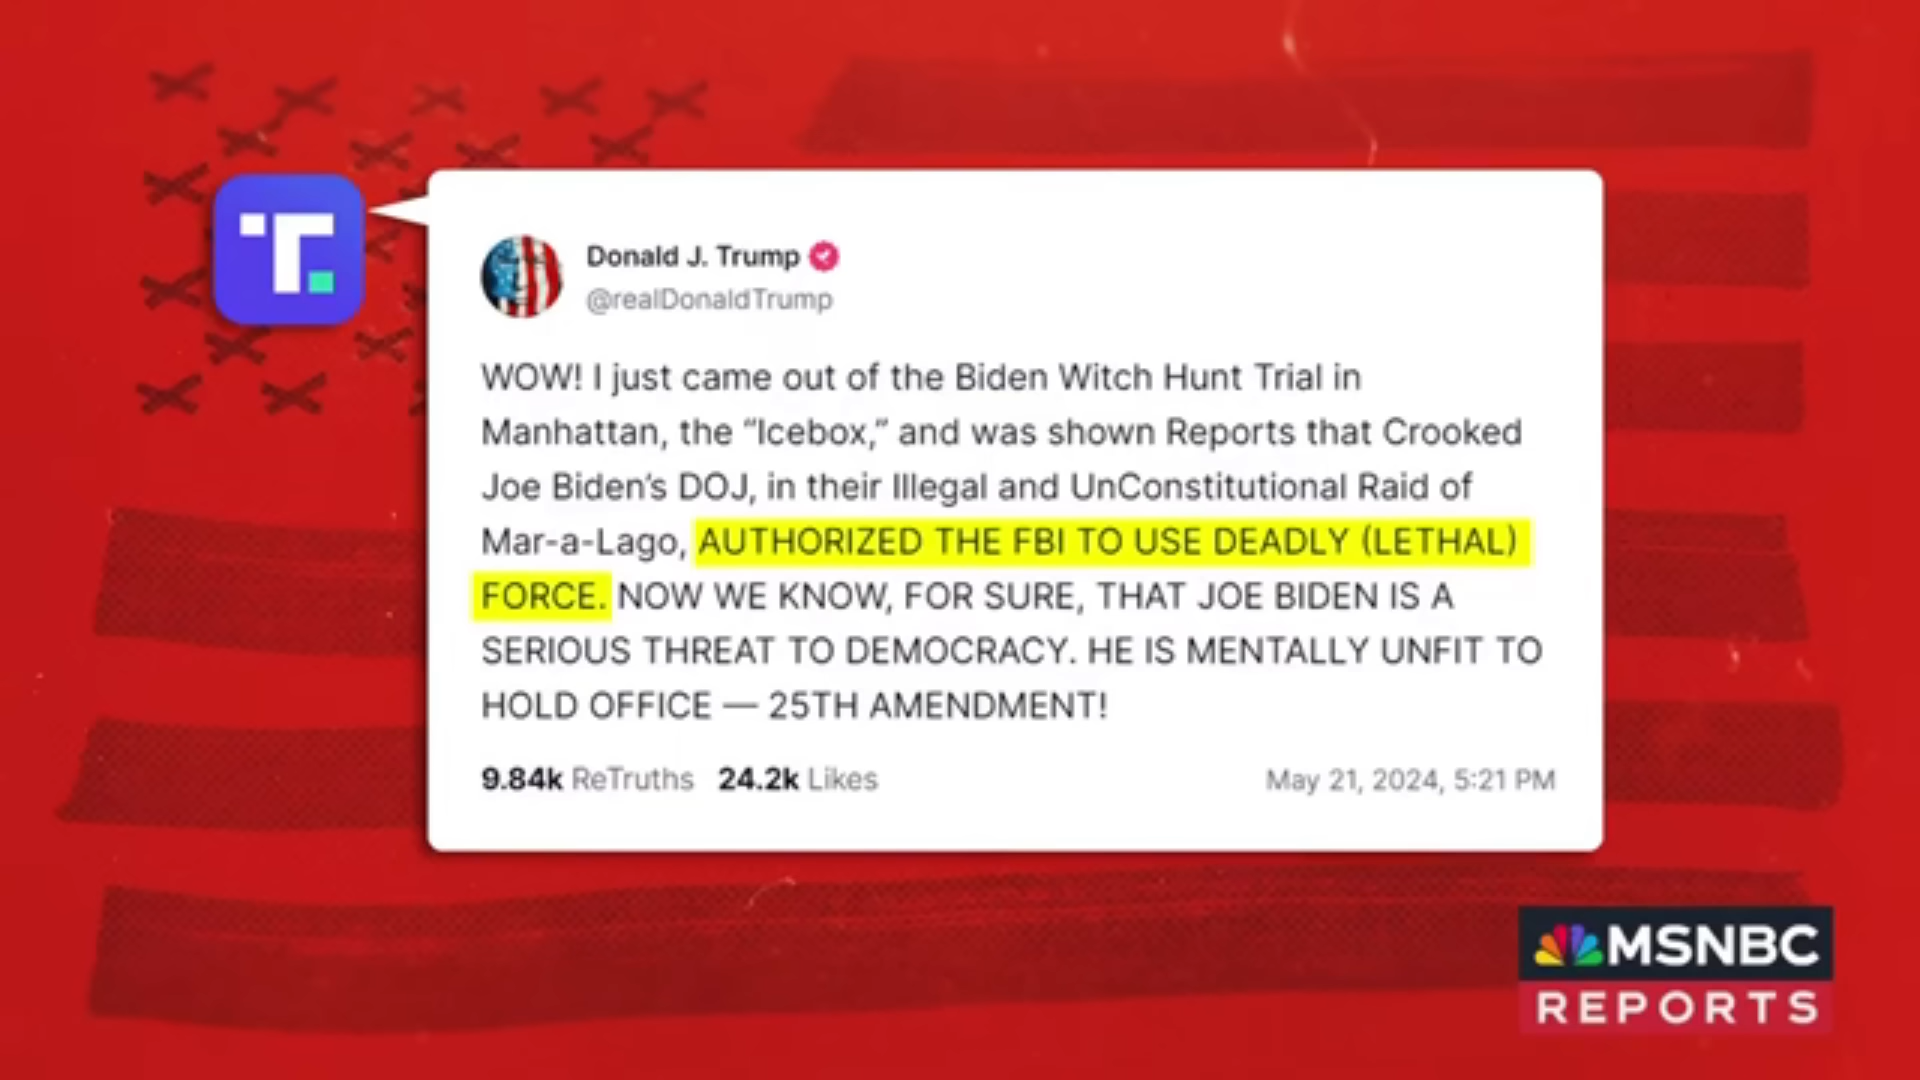 T.
Donald J. Trump
@realDonaldTrump
WOW! I just came out of the Biden Witch Hunt Trial in
Manhattan, the “Icebox,” and was shown Reports that Crooked
Joe Biden’s DOJ, in their Illegal and UnConstitutional Raid of
Mar-a-Lago, AUTHORIZED THE FBI TO USE DEADLY (LETHAL)
FORCE. NOW WE KNOW, FOR SURE, THAT JOE BIDEN IS A
SERIOUS THREAT TO DEMOCRACY. HE IS MENTALLY UNFIT TO
HOLD OFFICE — 25TH AMENDMENT!
9.84k ReTruths 24.2k Likes May 21, 2024, 5:21 PM
MSNBC
REPORTS